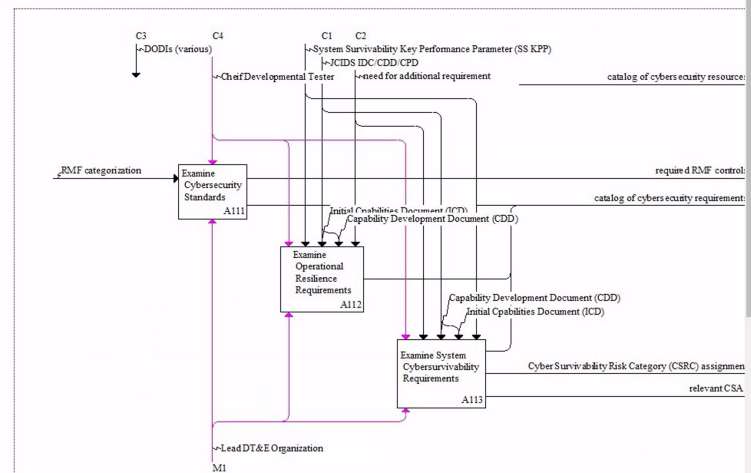 C3
C4
C1
C2
DODIs (various)
System Survivability Key Performance Parameter (SS KPP)
JCIDS IDC/CDD/CPD
Cheif Developmental Tester
need for additional requirement
catalog of cybersecurity resources
RMF categorization
required RMF controls
Examine
Cybersecurity
Standards
A111
catalog of cybersecurity requirements
Initial Cpabilities Document (ICD)
Capability Development Document (CDD)
Examine
Operational
Resilience
Requirements
A112
Capability Development Document (CDD)
Initial Cpabilities Document (ICD)
Examine System
Cybersurvivability
Requirements
A113
Cyber Survivability Risk Category (CSRC) assignmen
relevant CSA
Lead DT&E Organization
M1